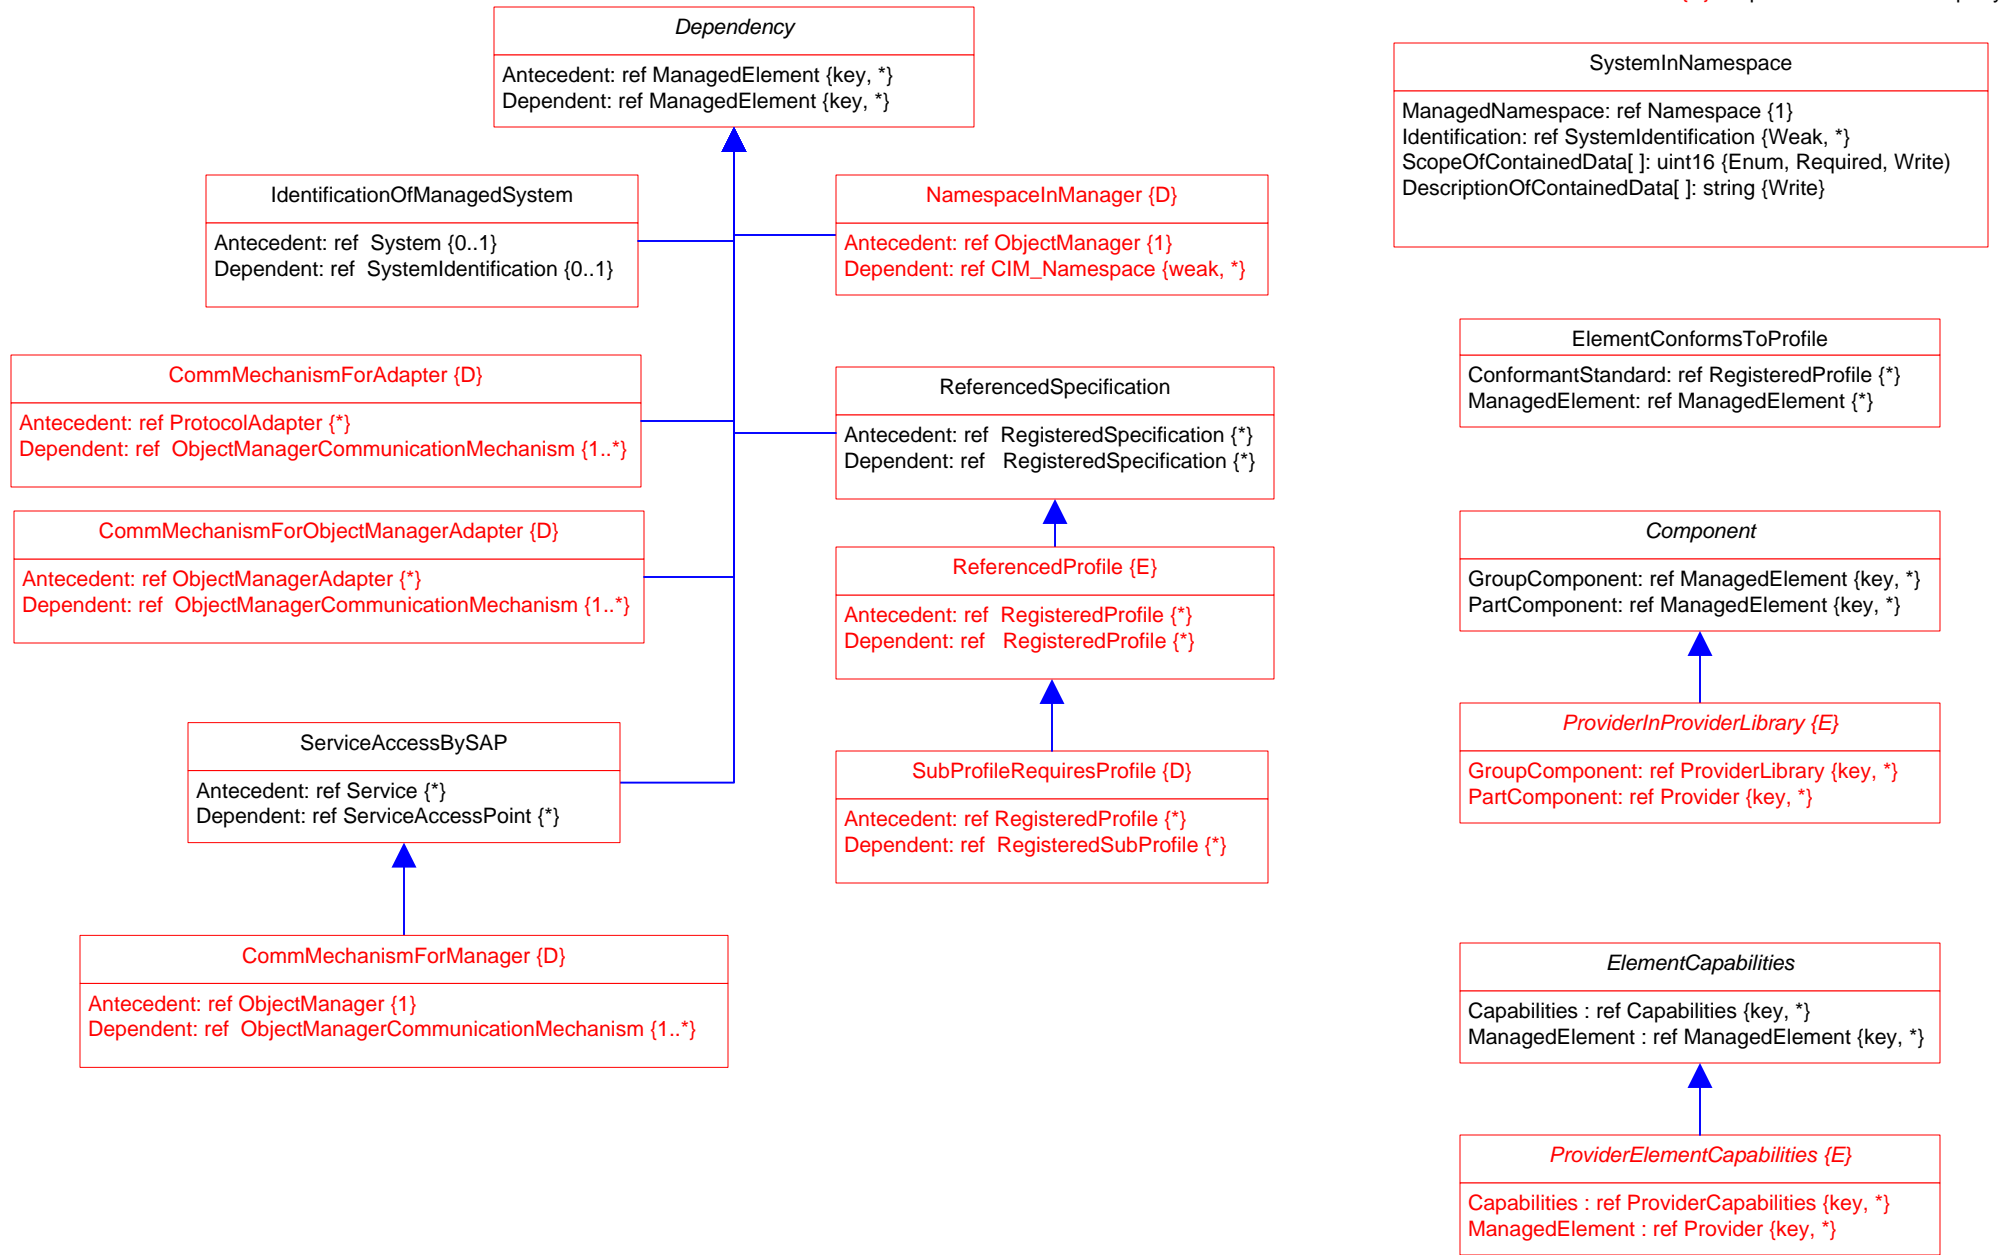 Dependency
Antecedent: ref ManagedElement {key, *}
Dependent: ref ManagedElement {key, *}
SystemInNamespace
ManagedNamespace: ref Namespace {1}
Identification: ref SystemIdentification {Weak, *}
ScopeOfContainedData[ ]: uint16 {Enum, Required, Write)
DescriptionOfContainedData[ ]: string {Write}
IdentificationOfManagedSystem
Antecedent: ref System {0..1}
Dependent: ref SystemIdentification {0..1}
NamespaceInManager {D}
Antecedent: ref ObjectManager {1}
Dependent: ref CIM_Namespace {weak, *}
ElementConformsToProfile
ConformantStandard: ref RegisteredProfile {*}
ManagedElement: ref ManagedElement {*}
CommMechanismForAdapter {D}
Antecedent: ref ProtocolAdapter {*}
Dependent: ref ObjectManagerCommunicationMechanism {1..*}
ReferencedSpecification
Antecedent: ref RegisteredSpecification {*}
Dependent: ref RegisteredSpecification {*}
CommMechanismForObjectManagerAdapter {D}
Antecedent: ref ObjectManagerAdapter {*}
Dependent: ref ObjectManagerCommunicationMechanism {1..*}
ReferencedProfile {E}
Antecedent: ref RegisteredProfile {*}
Dependent: ref RegisteredProfile {*}
Component
GroupComponent: ref ManagedElement {key, *}
PartComponent: ref ManagedElement {key, *}
ServiceAccessBySAP
Antecedent: ref Service {*}
Dependent: ref ServiceAccessPoint {*}
SubProfileRequiresProfile {D}
Antecedent: ref RegisteredProfile {*}
Dependent: ref RegisteredSubProfile {*}
ProviderInProviderLibrary {E}
GroupComponent: ref ProviderLibrary {key, *}
PartComponent: ref Provider {key, *}
CommMechanismForManager {D}
Antecedent: ref ObjectManager {1}
Dependent: ref ObjectManagerCommunicationMechanism {1..*}
ElementCapabilities
Capabilities : ref Capabilities {key, *}
ManagedElement : ref ManagedElement {key, *}
ProviderElementCapabilities {E}
Capabilities : ref ProviderCapabilities {key, *}
ManagedElement : ref Provider {key, *}